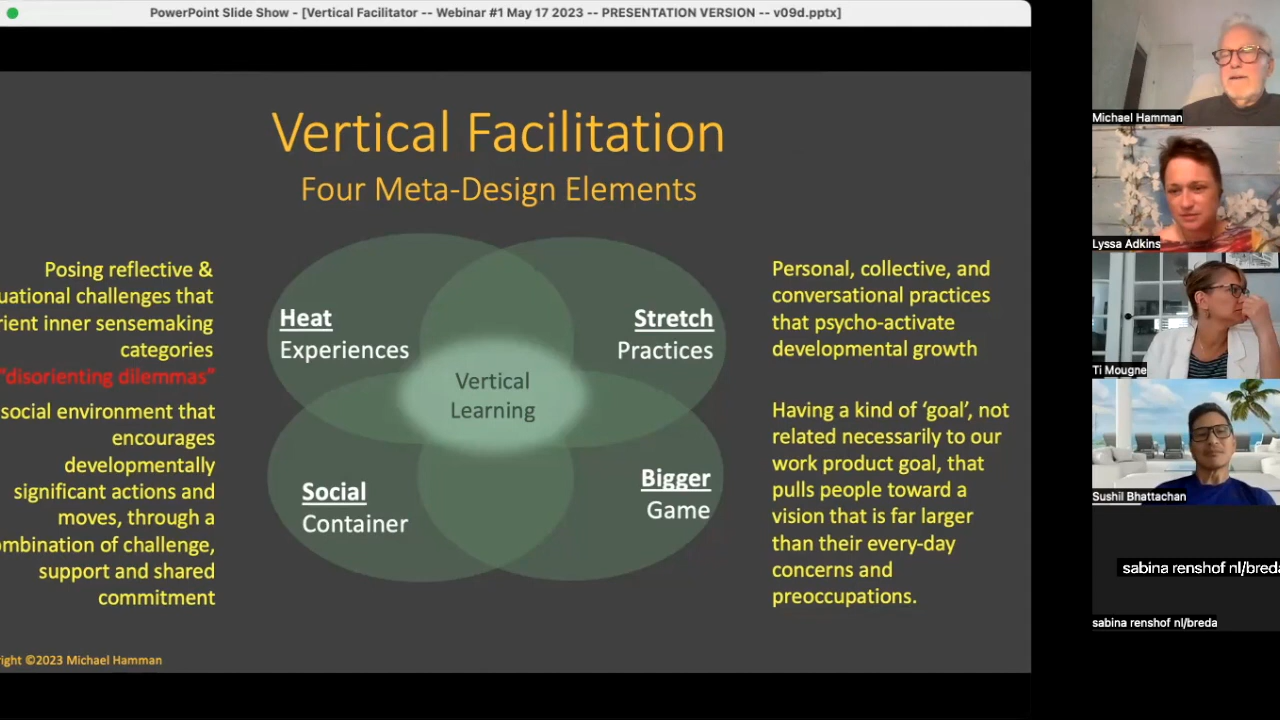 PowerPoint Slide Show - [Vertical Facilitator -- Webinar #1 May 17 2023 -- PRESENTATION VERSION -- v09d.pptx]
Vertical Facilitation
Four Meta-Design Elements
Posing reflective &
challenges that
inner sensemaking
categories
"disorienting dilemmas"
social environment that
encourages
developmentally
significant actions and
moves, through a
of challenge,
support and shared
commitment
Heat
Experiences
Stretch
Practices
Vertical
Learning
Social
Container
Bigger
Game
Personal, collective, and
conversational practices
that psycho-activate
developmental growth
Having a kind of ‘goal’, not
related necessarily to our
work product goal, that
pulls people toward a
vision that is far larger
than their every-day
concerns and
preoccupations.
©2023 Michael Hamman
Michael Hamman
Lyssa Adkins
Ti Mougne
Sushil Bhattachan
sabina renshof nl/breda
sabina renshof nl/breda